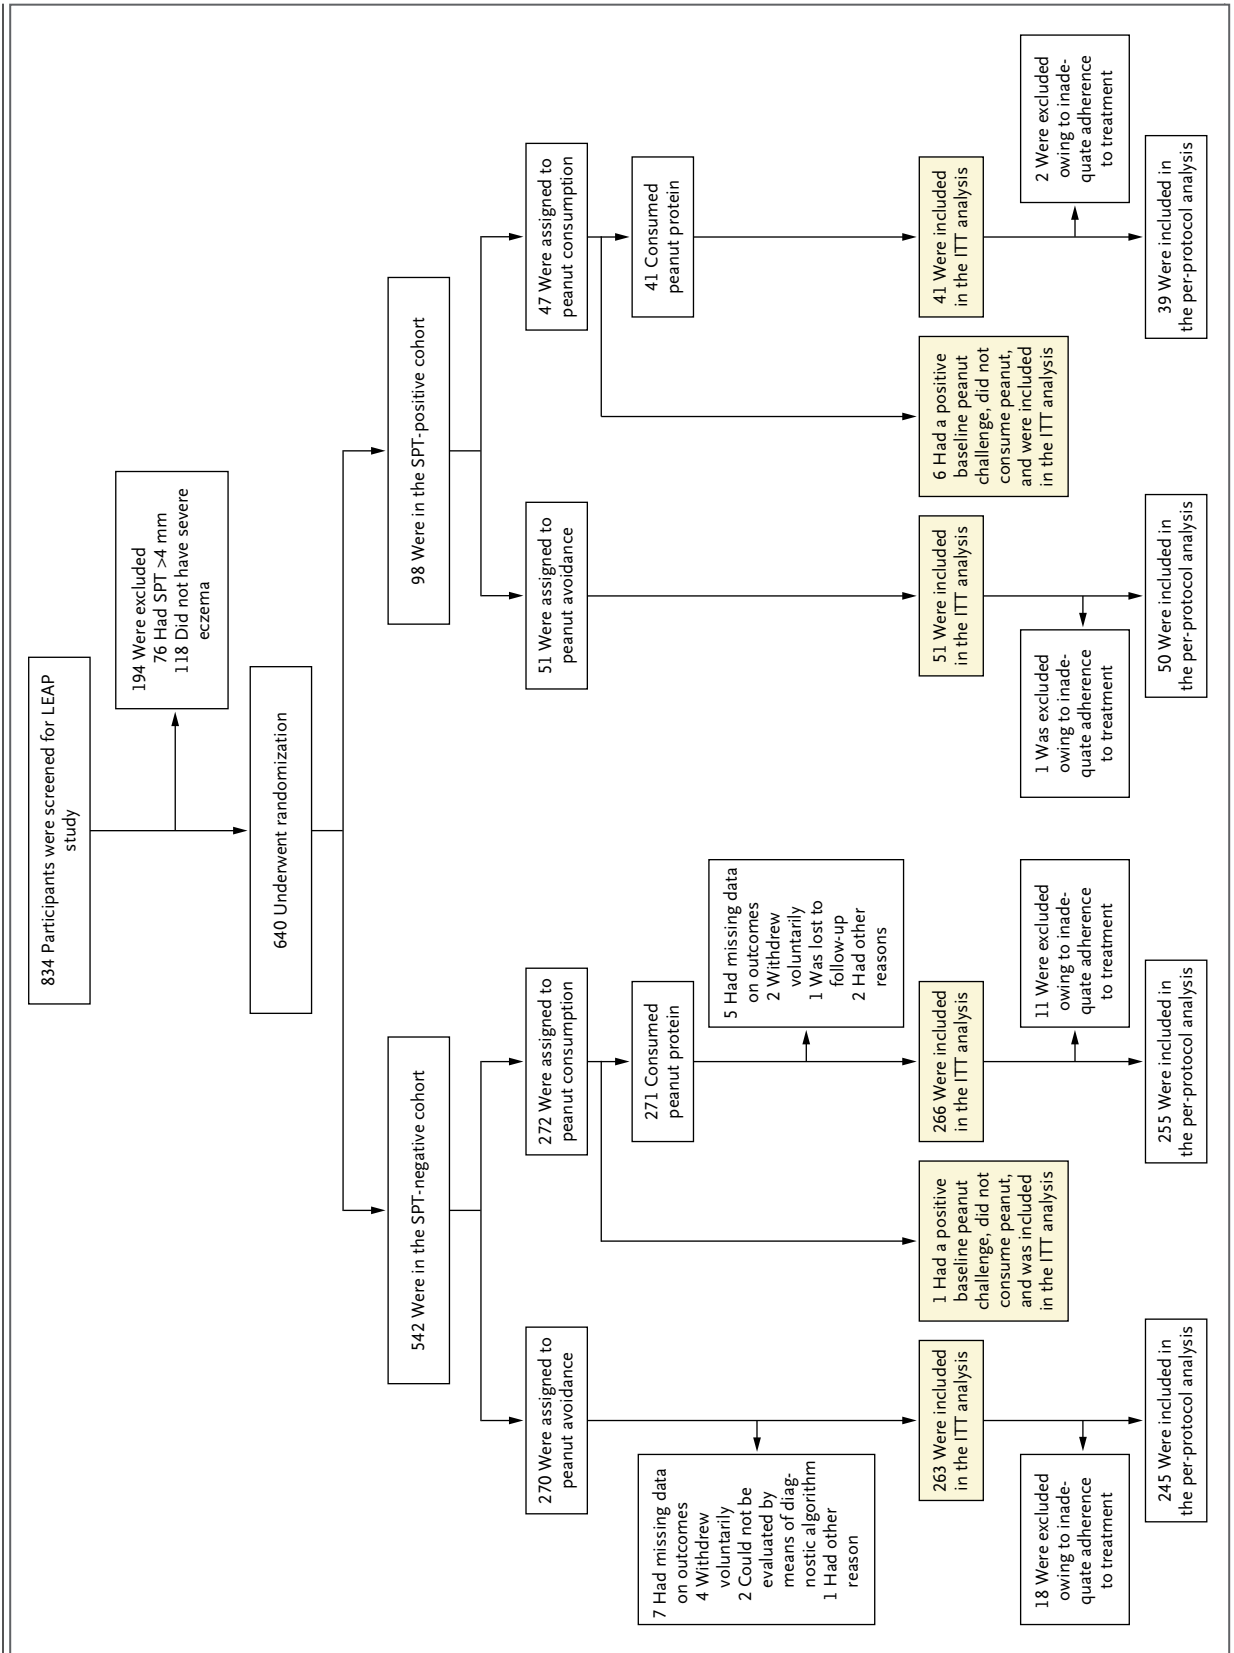 834 Participants were screened for LEAP
study
194 Were excluded
76 Had SPT >4 mm
118 Did not have severe
eczema
640 Underwent randomization
542 Were in the SPT-negative cohort
98 Were in the SPT-positive cohort
270 Were assigned to
peanut avoidance
272 Were assigned to
peanut consumption
51 Were assigned to
peanut avoidance
47 Were assigned to
peanut consumption
7 Had missing data
on outcomes
4 Withdrew
voluntarily
2 Could not be
evaluated by
means of diag-
nostic algorithm
1 Had other
reason
271 Consumed
peanut protein
41 Consumed
peanut protein
5 Had missing data
on outcomes
2 Withdrew
voluntarily
1 Was lost to
follow-up
2 Had other
reasons
263 Were included
in the ITT analysis
1 Had a positive
baseline peanut
challenge, did not
consume peanut,
and was included
in the ITT analysis
266 Were included
in the ITT analysis
51 Were included
in the ITT analysis
6 Had a positive
baseline peanut
challenge, did not
consume peanut,
and were included
in the ITT analysis
41 Were included
in the ITT analysis
18 Were excluded
owing to inade-
quate adherence
to treatment
11 Were excluded
owing to inade-
quate adherence
to treatment
1 Was excluded
owing to inade-
quate adherence
to treatment
2 Were excluded
owing to inade-
quate adherence
to treatment
245 Were included in
the per-protocol analysis
255 Were included in
the per-protocol analysis
50 Were included in
the per-protocol analysis
39 Were included in
the per-protocol analysis